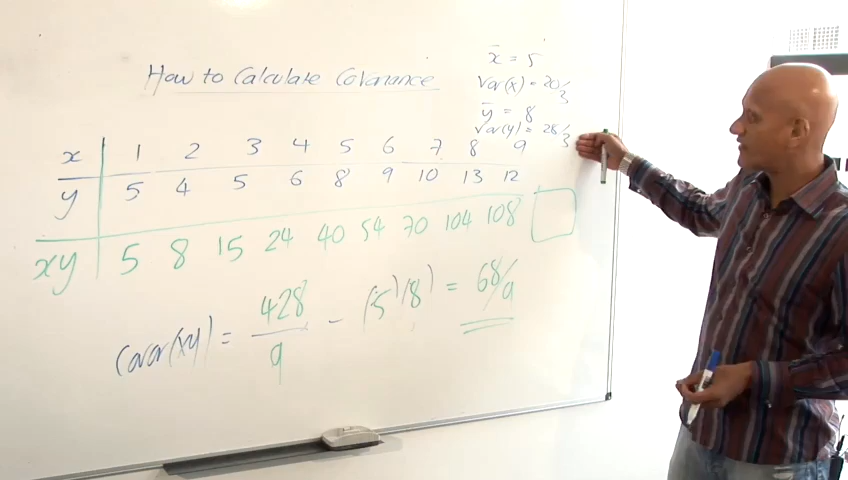 How to Calculate Covariance
x̄ = 5
Var(x) = 20/3
ȳ = 8
Var(y) = 28/3
x 1 2 3 4 5 6 7 8 9
y 5 4 5 6 8 9 10 13 12
xy 5 8 15 24 40 54 70 104 108
Covar(xy) = 428/9 - (5)(8) = 68/9